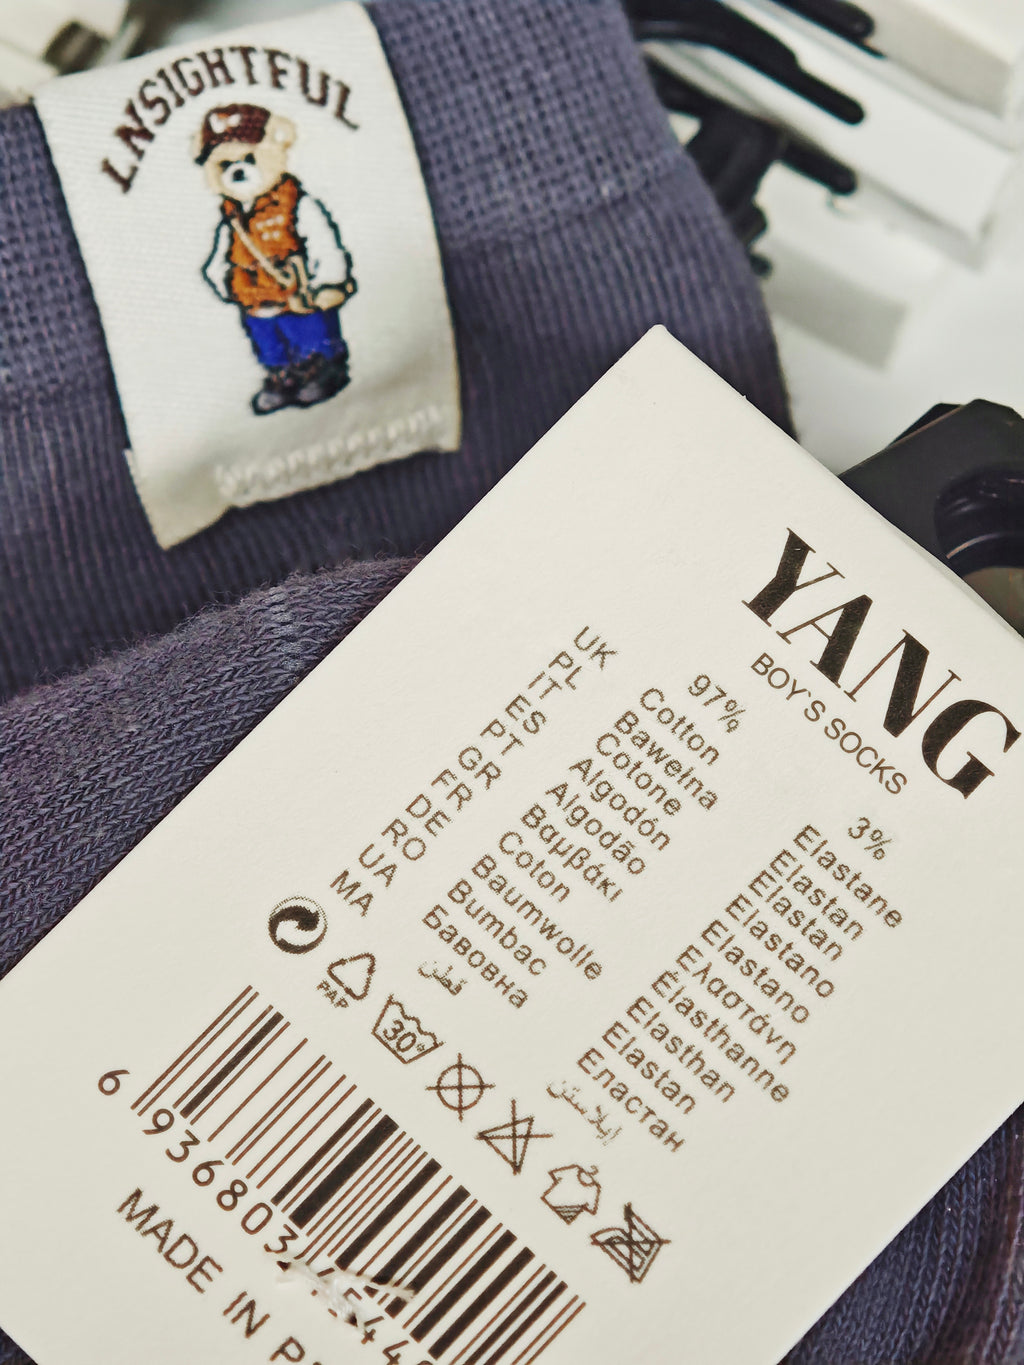 LNSIGHTFUL
YANG
BOY'S SOCKS
97% 3%
UK Cotton Elastane
PL Bawełna Elastan
IT Cotone Elastan
ES Algodón Elastano
PT Algodão Elastano
GR Βαμβάκι Ελαστάνη
FR Coton Élasthanne
DE Baumwolle Elasthan
RO Bumbac Elastan
UA Бавовна Еластан
MA قطن إيلاستن
PAP
30°
6 936803
MADE IN